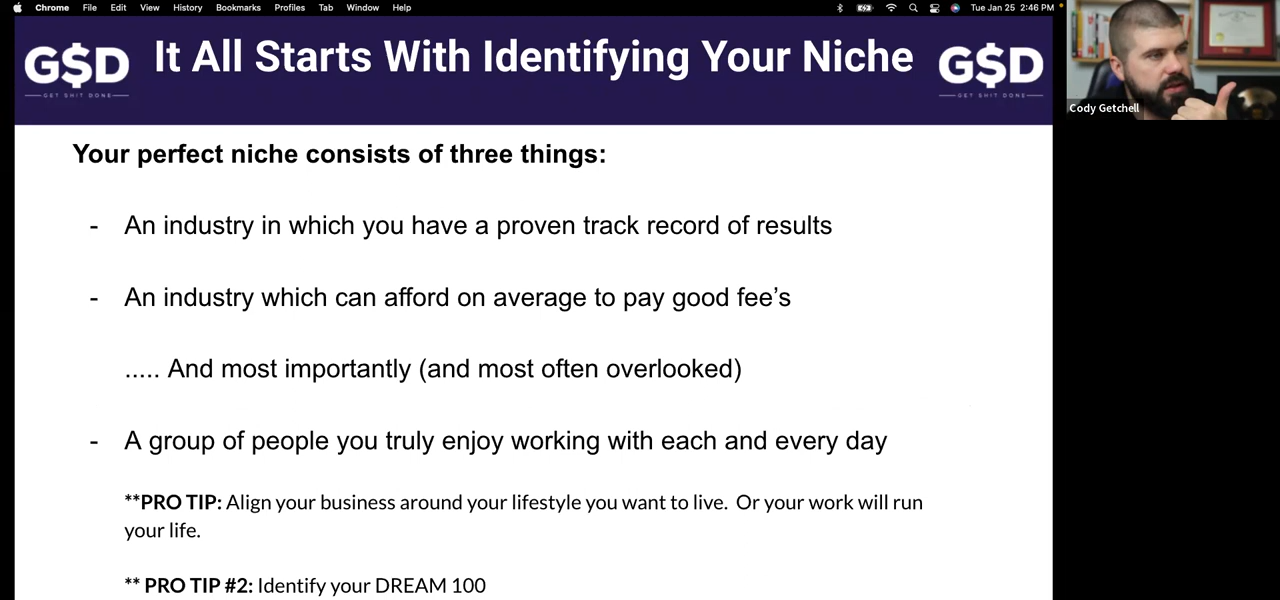 Chrome File Edit View History Bookmarks Profiles Tab Window Help Tue Jan 25 2:46 PM
G$D It All Starts With Identifying Your Niche G$D
GET SHIT DONE GET SHIT DONE
Cody Getchell
Your perfect niche consists of three things:
- An industry in which you have a proven track record of results
- An industry which can afford on average to pay good fee's
..... And most importantly (and most often overlooked)
- A group of people you truly enjoy working with each and every day
**PRO TIP: Align your business around your lifestyle you want to live. Or your work will run
your life.
** PRO TIP #2: Identify your DREAM 100